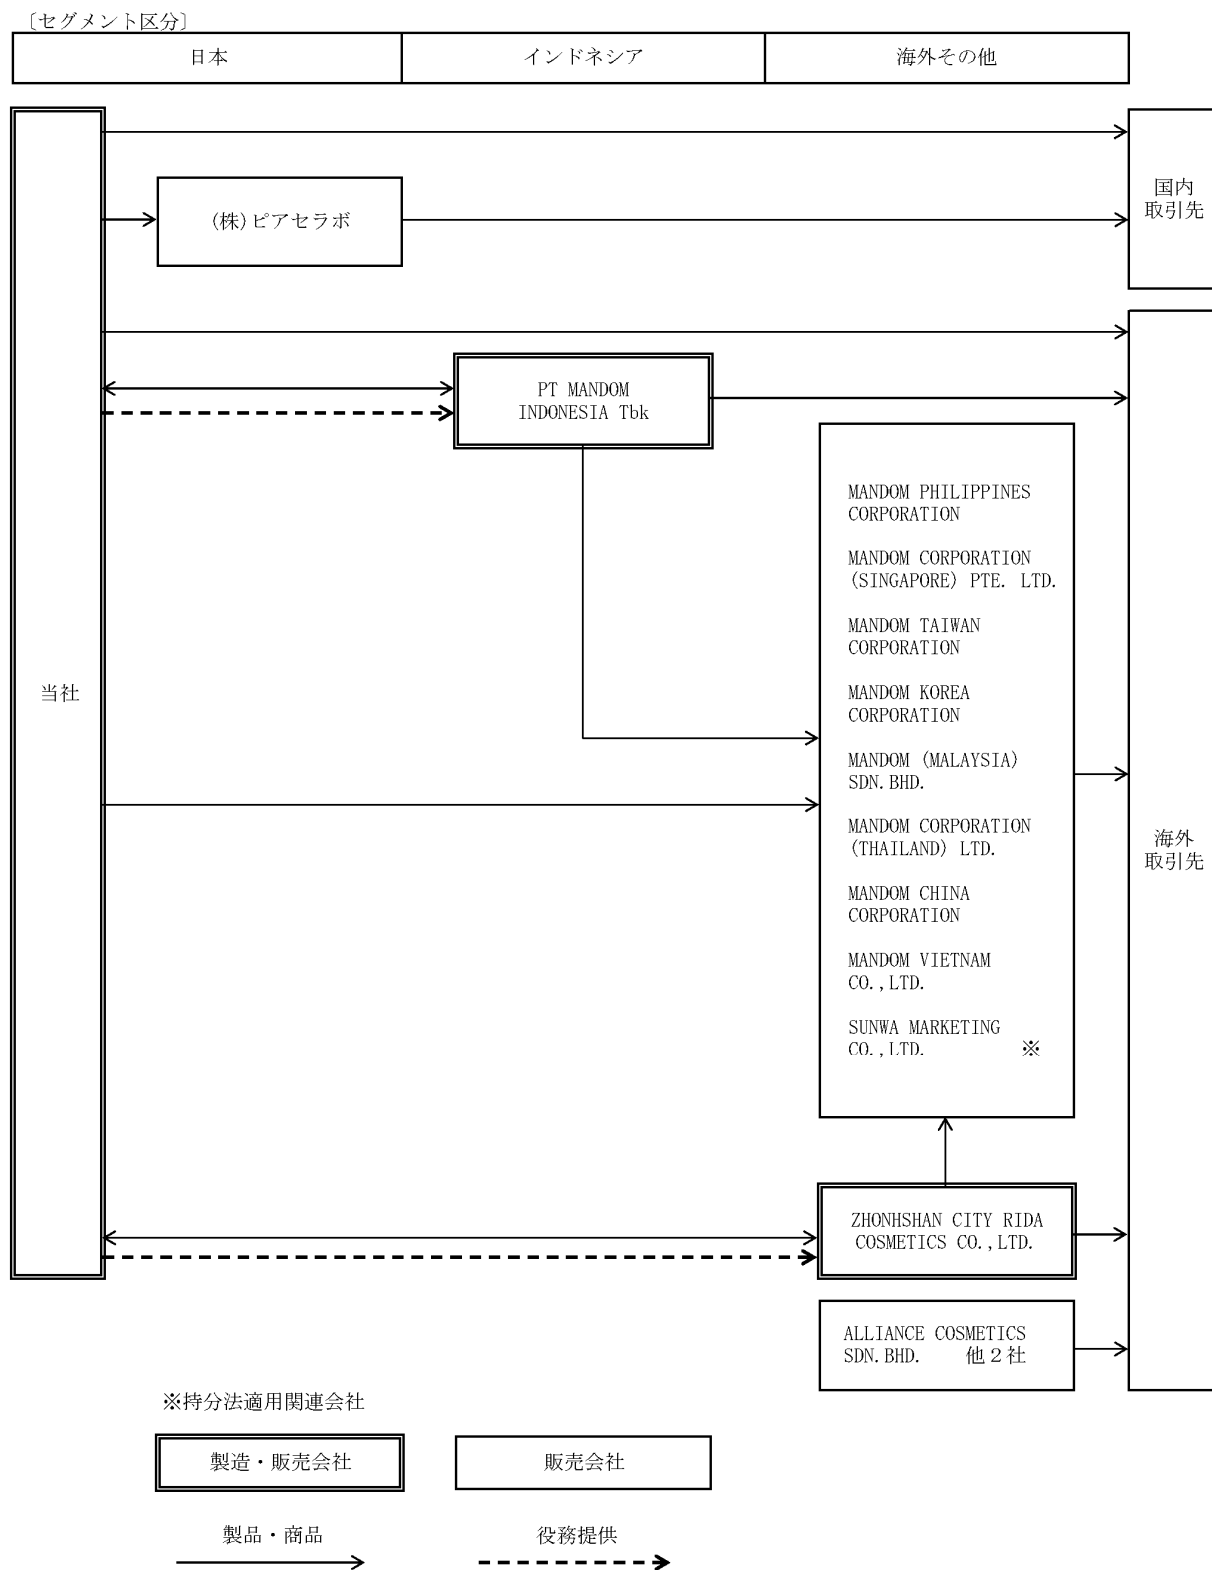 〔セグメント区分〕
日本
インドネシア
海外その他
国内
取引先
(株)ピアセラボ
PT MANDOM
INDONESIA Tbk
MANDOM PHILIPPINES
CORPORATION
MANDOM CORPORATION
(SINGAPORE) PTE. LTD.
MANDOM TAIWAN
CORPORATION
当社
MANDOM KOREA
CORPORATION
MANDOM (MALAYSIA)
SDN.BHD.
MANDOM CORPORATION
(THAILAND) LTD.
海外
取引先
MANDOM CHINA
CORPORATION
MANDOM VIETNAM
CO.,LTD.
SUNWA MARKETING
CO.,LTD. ※
ZHONHSHAN CITY RIDA
COSMETICS CO.,LTD.
ALLIANCE COSMETICS
SDN.BHD. 他２社
※持分法適用関連会社
製造・販売会社
販売会社
製品・商品
役務提供